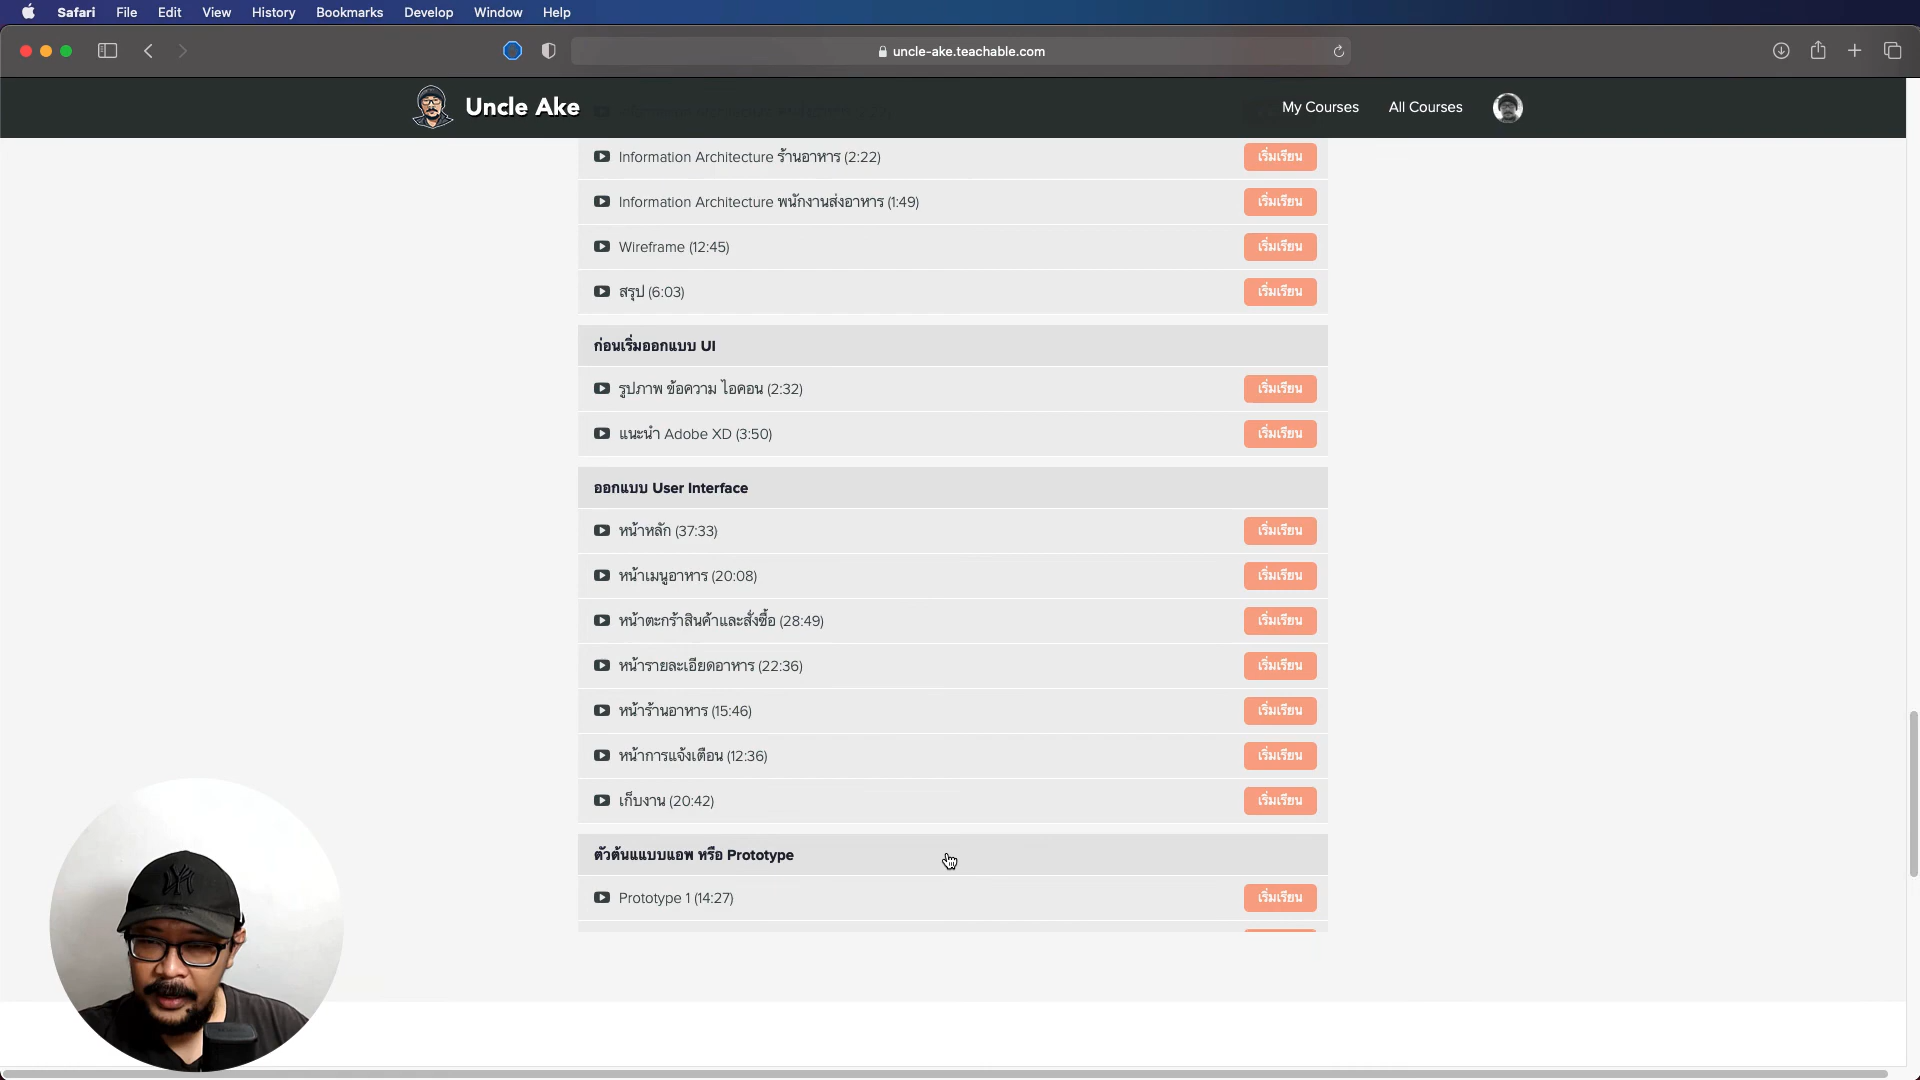 Safari File Edit View History Bookmarks Develop Window Help
uncle-ake.teachable.com
Uncle Ake My Courses All Courses
Information Architecture ร้านอาหาร (2:22) เริ่มเรียน
Information Architecture พนักงานส่งอาหาร (1:49) เริ่มเรียน
Wireframe (12:45) เริ่มเรียน
สรุป (6:03) เริ่มเรียน
ก่อนเริ่มออกแบบ UI
รูปภาพ ข้อความ ไอคอน (2:32) เริ่มเรียน
แนะนำ Adobe XD (3:50) เริ่มเรียน
ออกแบบ User Interface
หน้าหลัก (37:33) เริ่มเรียน
หน้าเมนูอาหาร (20:08) เริ่มเรียน
หน้าตะกร้าสินค้าและสั่งซื้อ (28:49) เริ่มเรียน
หน้ารายละเอียดอาหาร (22:36) เริ่มเรียน
หน้าร้านอาหาร (15:46) เริ่มเรียน
หน้าการแจ้งเตือน (12:36) เริ่มเรียน
เก็บงาน (20:42) เริ่มเรียน
ตัวต้นแแบบแอพ หรือ Prototype
Prototype 1 (14:27) เริ่มเรียน